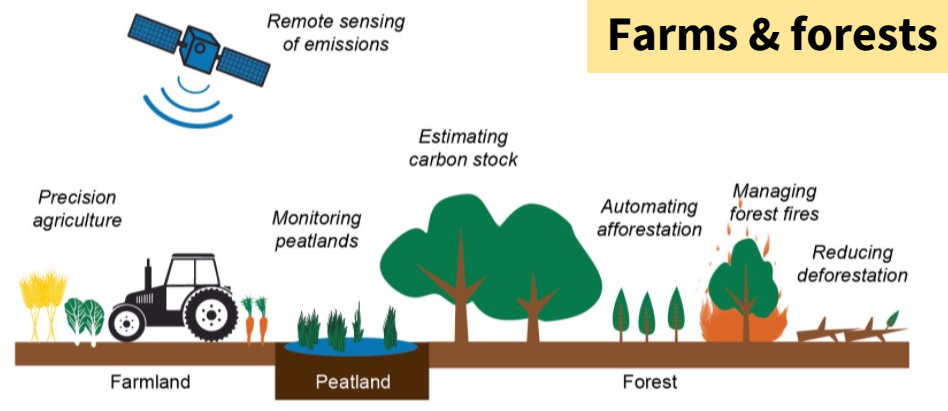 Remote sensing
of emissions
Farms & forests
Estimating
carbon stock
Precision
agriculture
Monitoring
peatlands
Automating
afforestation
Managing
forest fires
Reducing
deforestation
Farmland
Peatland
Forest